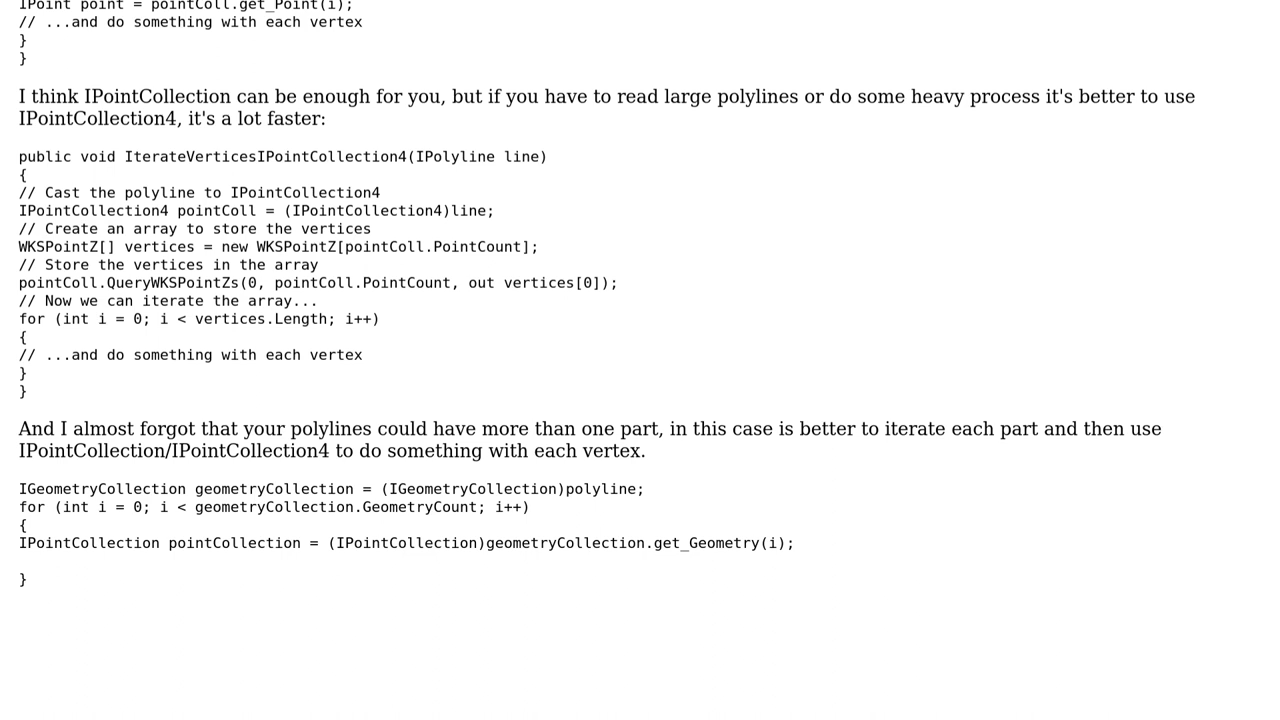 IPoint point = pointColl.get_Point(i);
// ...and do something with each vertex
}
}
I think IPointCollection can be enough for you, but if you have to read large polylines or do some heavy process it's better to use
IPointCollection4, it's a lot faster:
public void IterateVerticesIPointCollection4(IPolyline line)
{
// Cast the polyline to IPointCollection4
IPointCollection4 pointColl = (IPointCollection4)line;
// Create an array to store the vertices
WKSPointZ[] vertices = new WKSPointZ[pointColl.PointCount];
// Store the vertices in the array
pointColl.QueryWKSPointZs(0, pointColl.PointCount, out vertices[0]);
// Now we can iterate the array...
for (int i = 0; i < vertices.Length; i++)
{
// ...and do something with each vertex
}
}
And I almost forgot that your polylines could have more than one part, in this case is better to iterate each part and then use
IPointCollection/IPointCollection4 to do something with each vertex.
IGeometryCollection geometryCollection = (IGeometryCollection)polyline;
for (int i = 0; i < geometryCollection.GeometryCount; i++)
{
IPointCollection pointCollection = (IPointCollection)geometryCollection.get_Geometry(i);
}